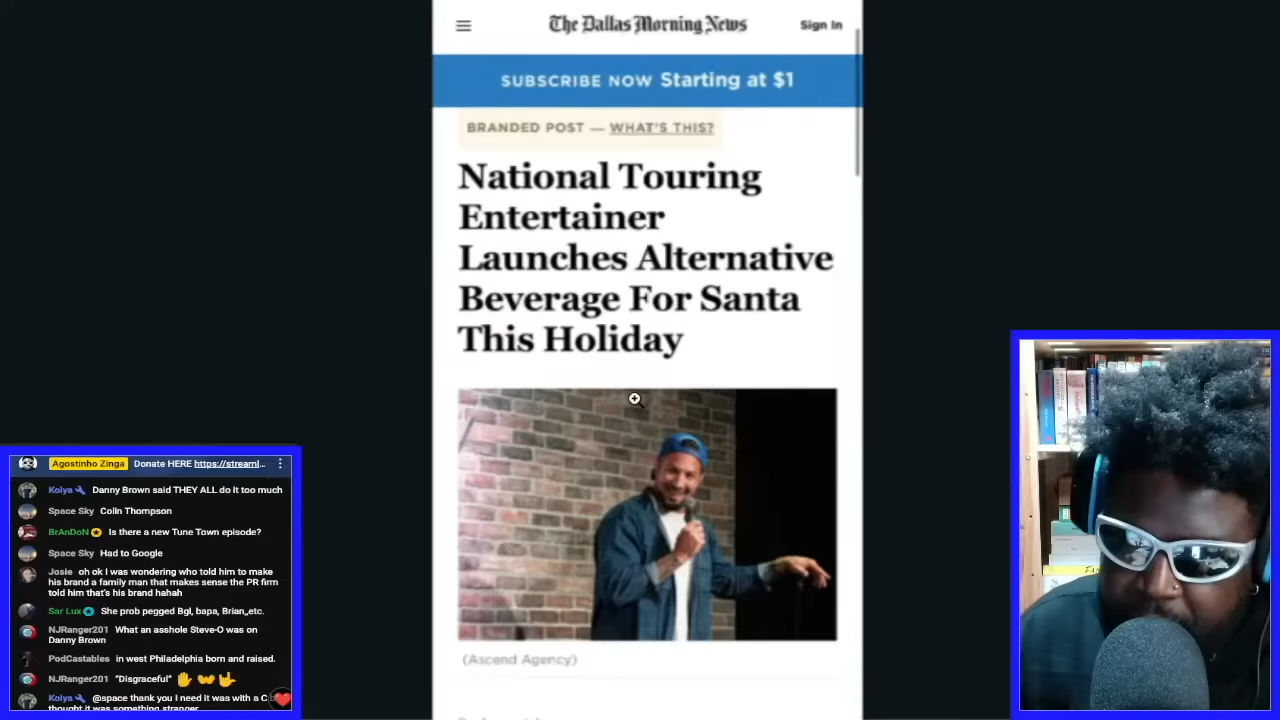 The Dallas Morning News
Sign In
SUBSCRIBE NOW Starting at $1
BRANDED POST — WHAT'S THIS?
National Touring
Entertainer
Launches Alternative
Beverage For Santa
This Holiday
(Ascend Agency)
Agostinho Zinga Donate HERE https://streaml...
Kolya Danny Brown said THEY ALL do it too much
Space Sky Colin Thompson
BrAnDoN Is there a new Tune Town episode?
Space Sky Had to Google
Josie oh ok I was wondering who told him to make
his brand a family man that makes sense the PR firm
told him that's his brand hahah
Sar Lux She prob pegged Bgl, bapa, Brian,,etc.
NJRanger201 What an asshole Steve-O was on
Danny Brown
PodCastables in west Philadelphia born and raised.
NJRanger201 "Disgraceful" 🤚👐🤟
Kolya @space thank you I need it was with a C
thought it was something stranger